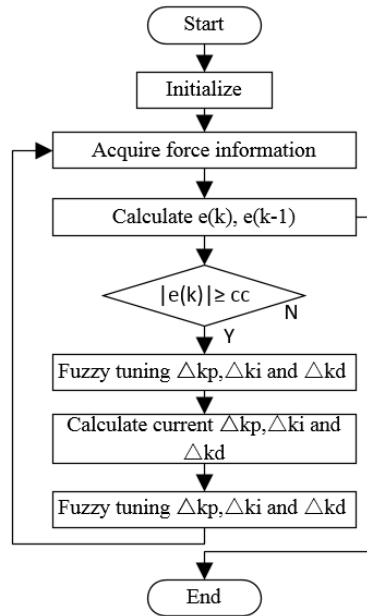 Start
Initialize
Acquire force information
Calculate e(k), e(k-1)
|e(k)|≥ cc
N
Y
Fuzzy tuning △kp,△ki and △kd
Calculate current △kp,△ki and
△kd
Fuzzy tuning △kp,△ki and △kd
End